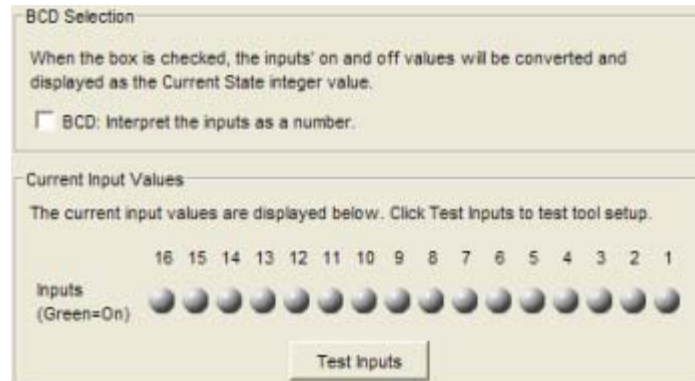 BCD Selection
When the box is checked, the inputs' on and off values will be converted and
displayed as the Current State integer value.
BCD: Interpret the inputs as a number.
Current Input Values
The current input values are displayed below. Click Test Inputs to test tool setup.
16 15 14 13 12 11 10 9 8 7 6 5 4 3 2 1
Inputs
(Green=On)
Test Inputs